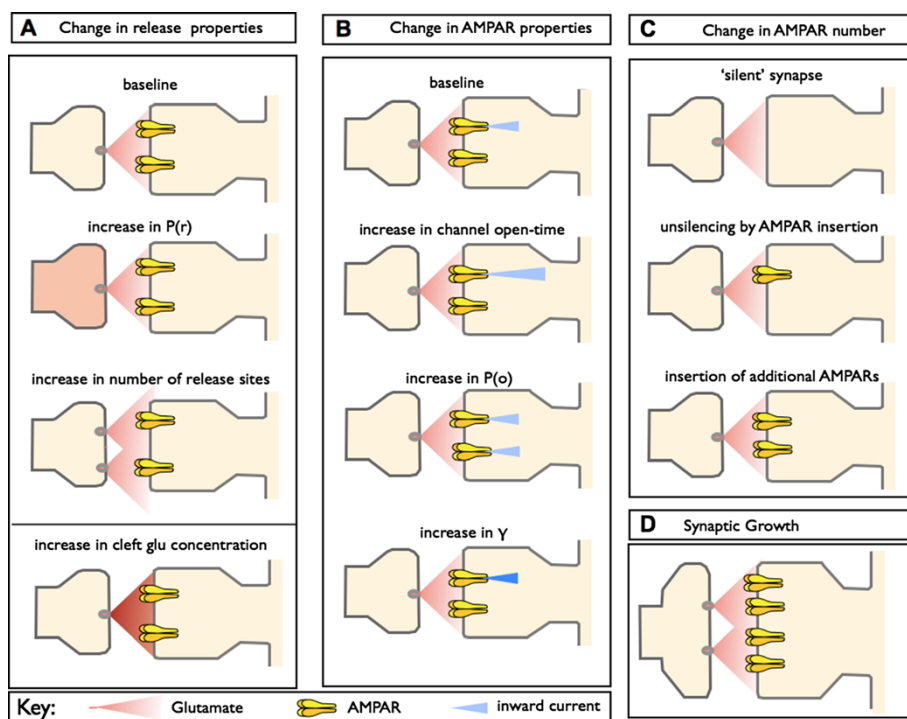 A Change in release properties
baseline
increase in P(r)
increase in number of release sites
increase in cleft glu concentration
B Change in AMPAR properties
baseline
increase in channel open-time
increase in P(o)
increase in γ
C Change in AMPAR number
'silent' synapse
unsilencing by AMPAR insertion
insertion of additional AMPARs
D Synaptic Growth
Key: Glutamate AMPAR inward current